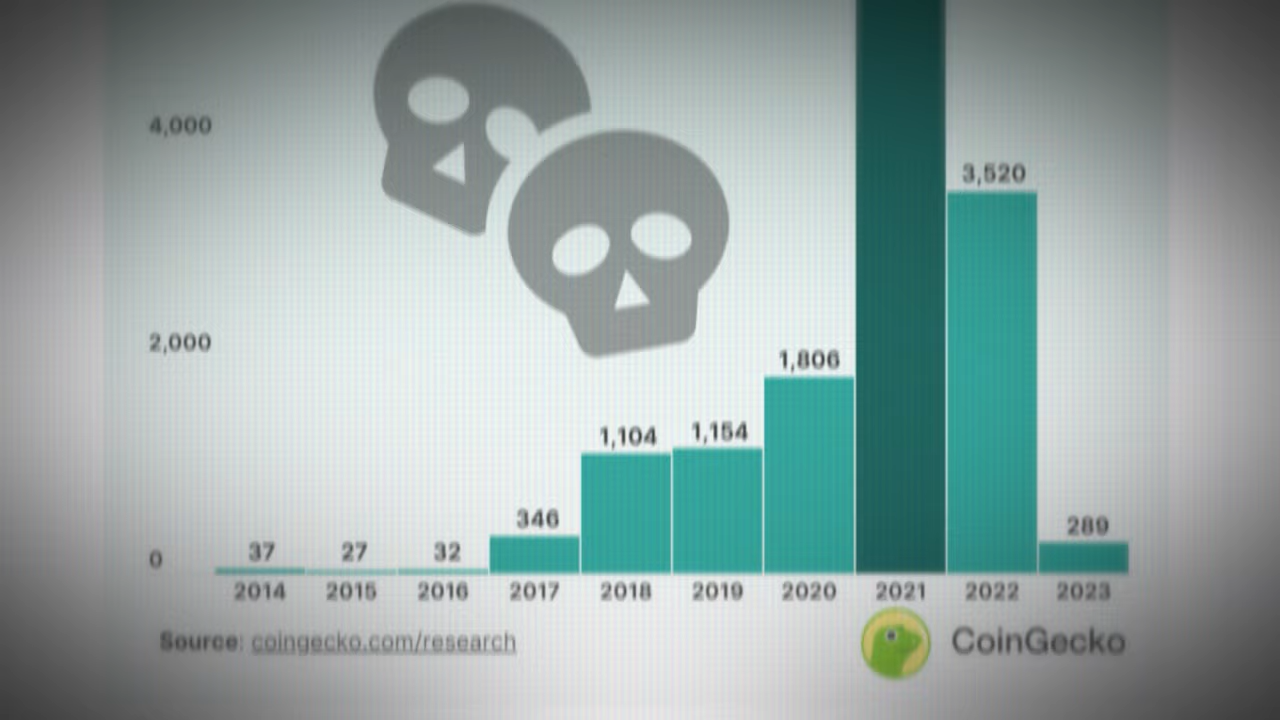 4,000
3,520
2,000
1,806
1,104 1,154
346
37 27 32 289
0
2014 2015 2016 2017 2018 2019 2020 2021 2022 2023
Source: coingecko.com/research
CoinGecko